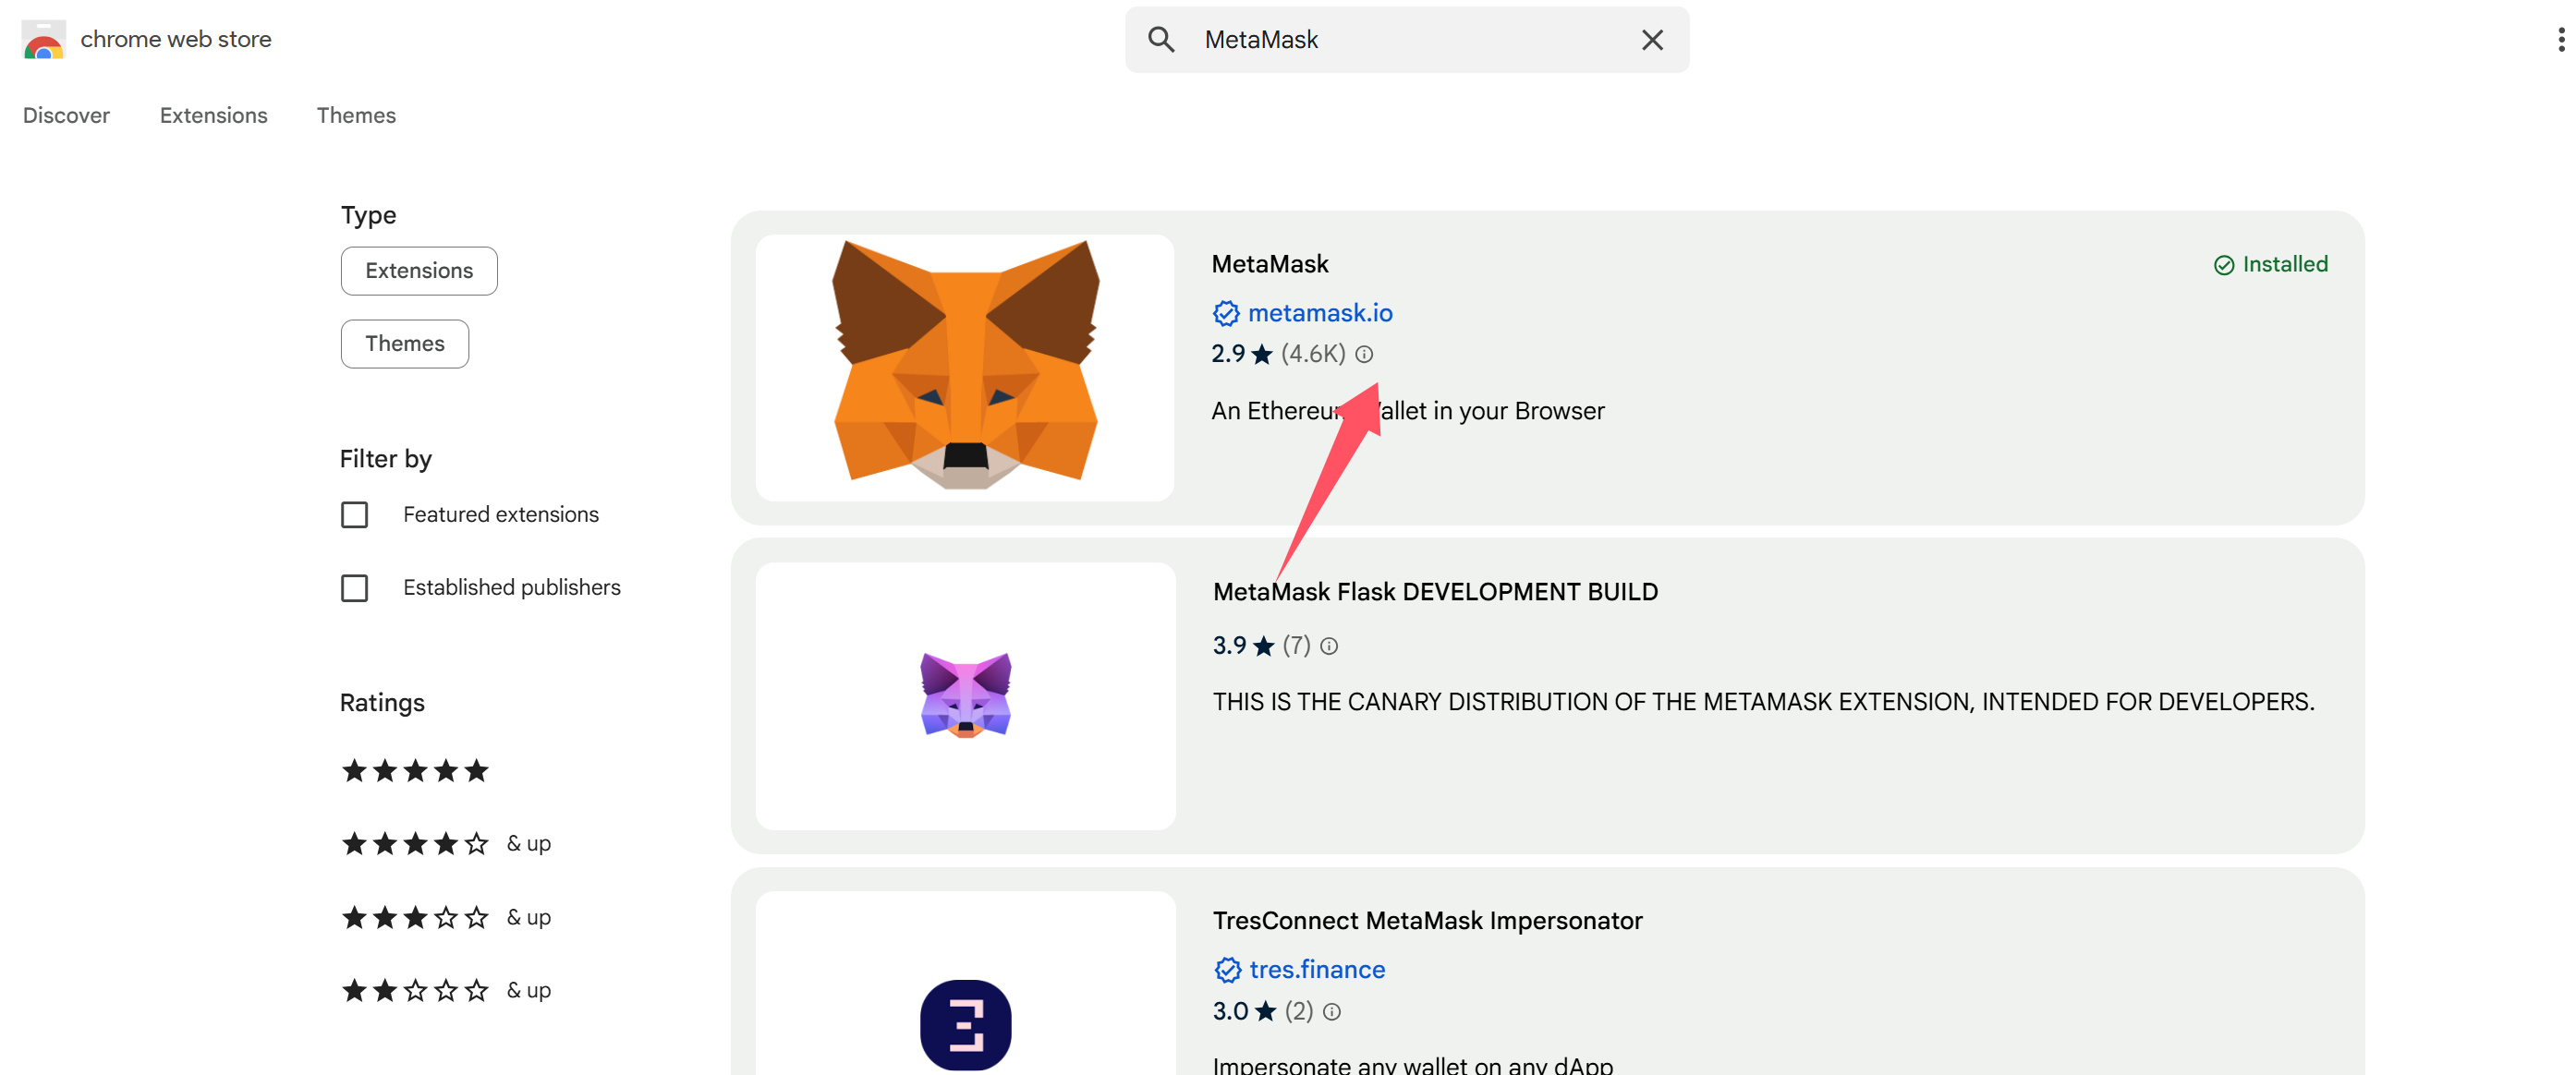 chrome web store
MetaMask
Discover
Extensions
Themes
Type
Extensions
Themes
Filter by
Featured extensions
Established publishers
Ratings
& up
& up
& up
MetaMask
Installed
metamask.io
2.9 ★ (4.6K)
An Ethereum Wallet in your Browser
MetaMask Flask DEVELOPMENT BUILD
3.9 ★ (7)
THIS IS THE CANARY DISTRIBUTION OF THE METAMASK EXTENSION, INTENDED FOR DEVELOPERS.
TresConnect MetaMask Impersonator
tres.finance
3.0 ★ (2)
Impersonate any wallet on any dApp